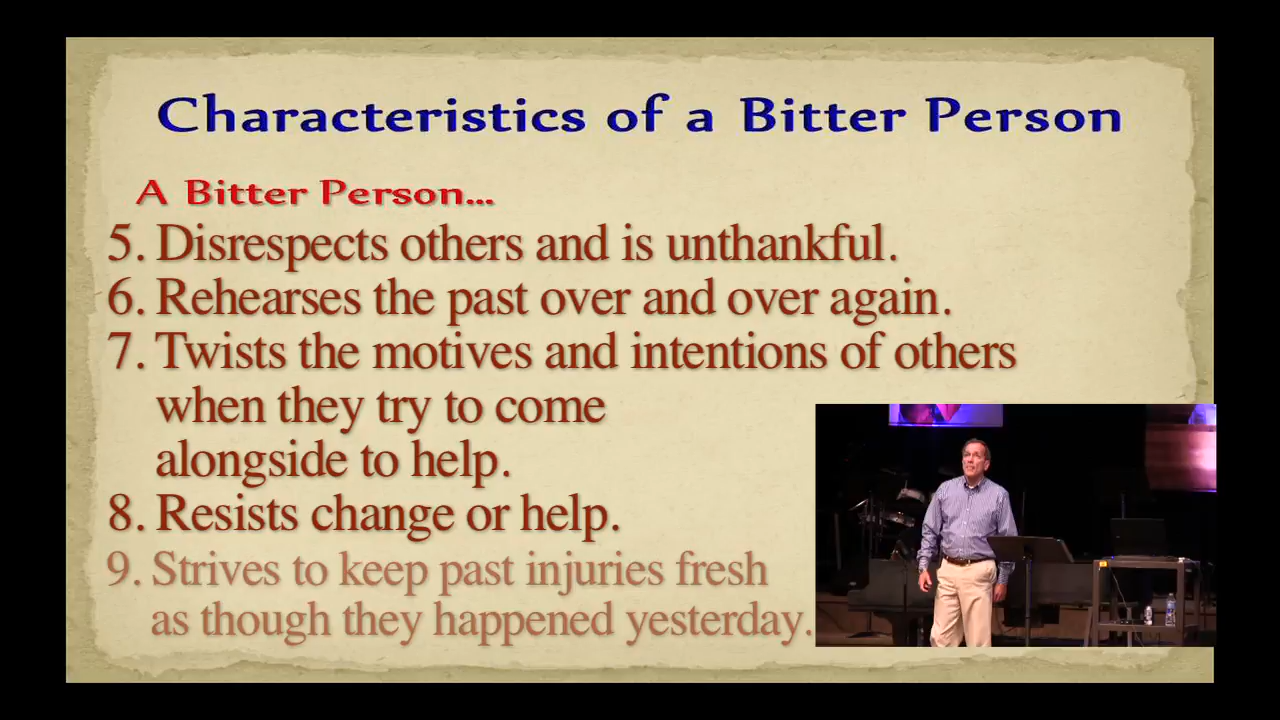 Characteristics of a Bitter Person
A Bitter Person...
5. Disrespects others and is unthankful.
6. Rehearses the past over and over again.
7. Twists the motives and intentions of others
when they try to come
alongside to help.
8. Resists change or help.
9. Strives to keep past injuries fresh
as though they happened yesterday.